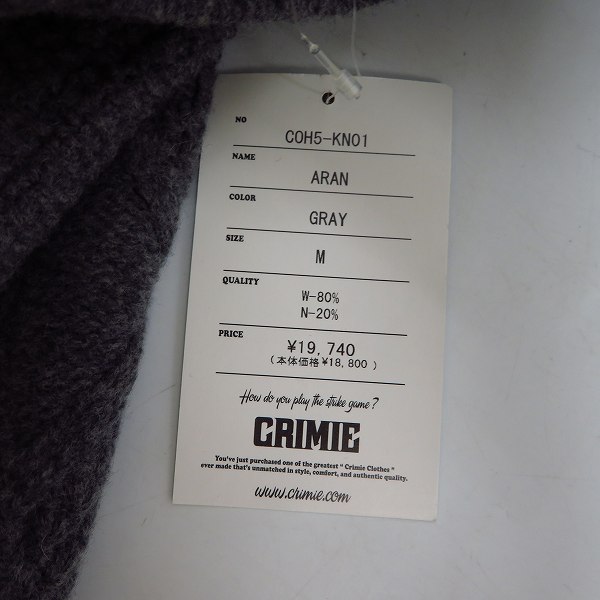 NO
COH5-KN01
NAME
ARAN
COLOR
GRAY
SIZE
M
QUALITY
W-80%
N-20%
PRICE
¥19,740
(本体価格¥18,800 )
How do you play the strike game?
CRIMIE
You've just purchased one of the greatest " Crimie Clothes "
ever made that's unmatched in style, comfort, and authentic quality.
www.crimie.com